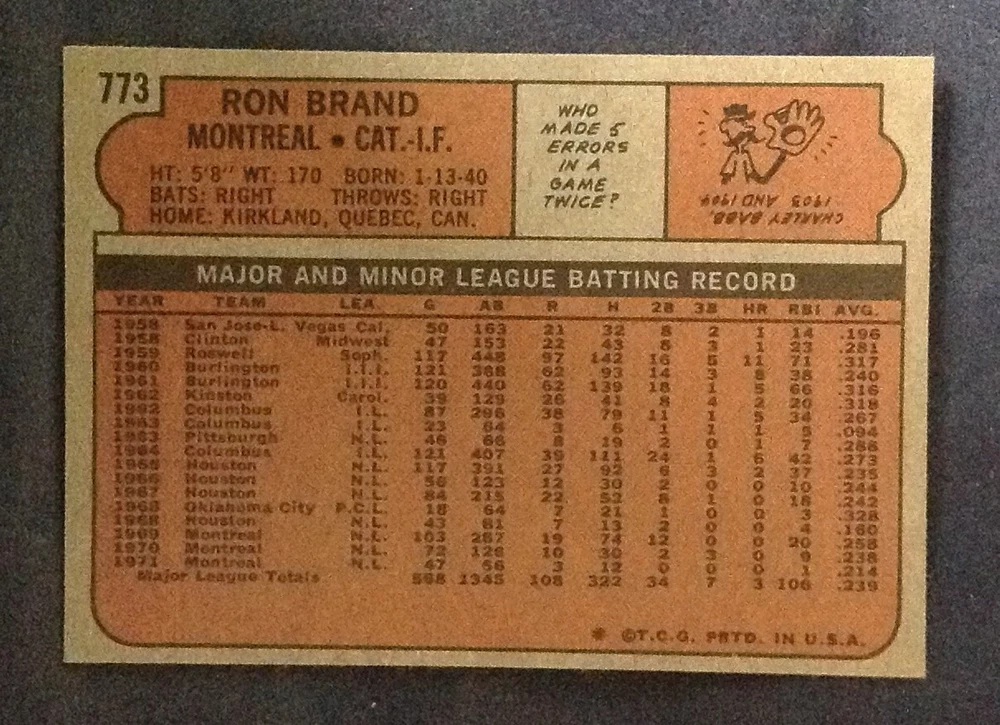 773
RON BRAND
MONTREAL • CAT.-I.F.
HT: 5'8" WT: 170 BORN: 1-13-40
BATS: RIGHT THROWS: RIGHT
HOME: KIRKLAND, QUEBEC, CAN.
WHO
MADE 5
ERRORS
IN A
GAME
TWICE?
CHARLEY BABB,
1903 AND 1904
MAJOR AND MINOR LEAGUE BATTING RECORD
YEAR TEAM LEA. G AB R H 2B 3B HR RBI AVG.
1958 San Jose-L. Vegas Cal. 50 163 21 32 8 2 1 14 .196
1958 Clinton Midwest 47 153 22 43 8 3 1 23 .281
1959 Roswell Soph. 117 448 97 142 16 5 11 71 .317
1960 Burlington I.I.I. 121 388 62 93 14 3 8 38 .240
1961 Burlington I.I.I. 120 440 62 139 18 1 5 66 .316
1962 Kinston Carol. 39 129 26 41 8 4 2 20 .318
1962 Columbus I.L. 87 296 38 79 11 1 5 34 .267
1963 Columbus I.L. 23 64 3 6 1 1 1 5 .094
1963 Pittsburgh N.L. 46 66 8 19 2 0 1 7 .288
1964 Columbus I.L. 121 407 39 111 24 1 6 42 .273
1965 Houston N.L. 117 391 27 92 6 3 2 37 .235
1966 Houston N.L. 56 123 12 30 2 0 0 10 .244
1967 Houston N.L. 84 215 22 52 8 1 0 18 .242
1968 Oklahoma City P.C.L. 18 64 7 21 1 0 0 3 .328
1968 Houston N.L. 43 81 7 13 2 0 0 4 .160
1969 Montreal N.L. 103 287 19 74 12 0 0 20 .258
1970 Montreal N.L. 72 126 10 30 2 3 0 9 .238
1971 Montreal N.L. 47 56 3 12 0 0 0 1 .214
Major League Totals 568 1345 108 322 34 7 3 106 .239
* ©T.C.G. PRTD. IN U.S.A.